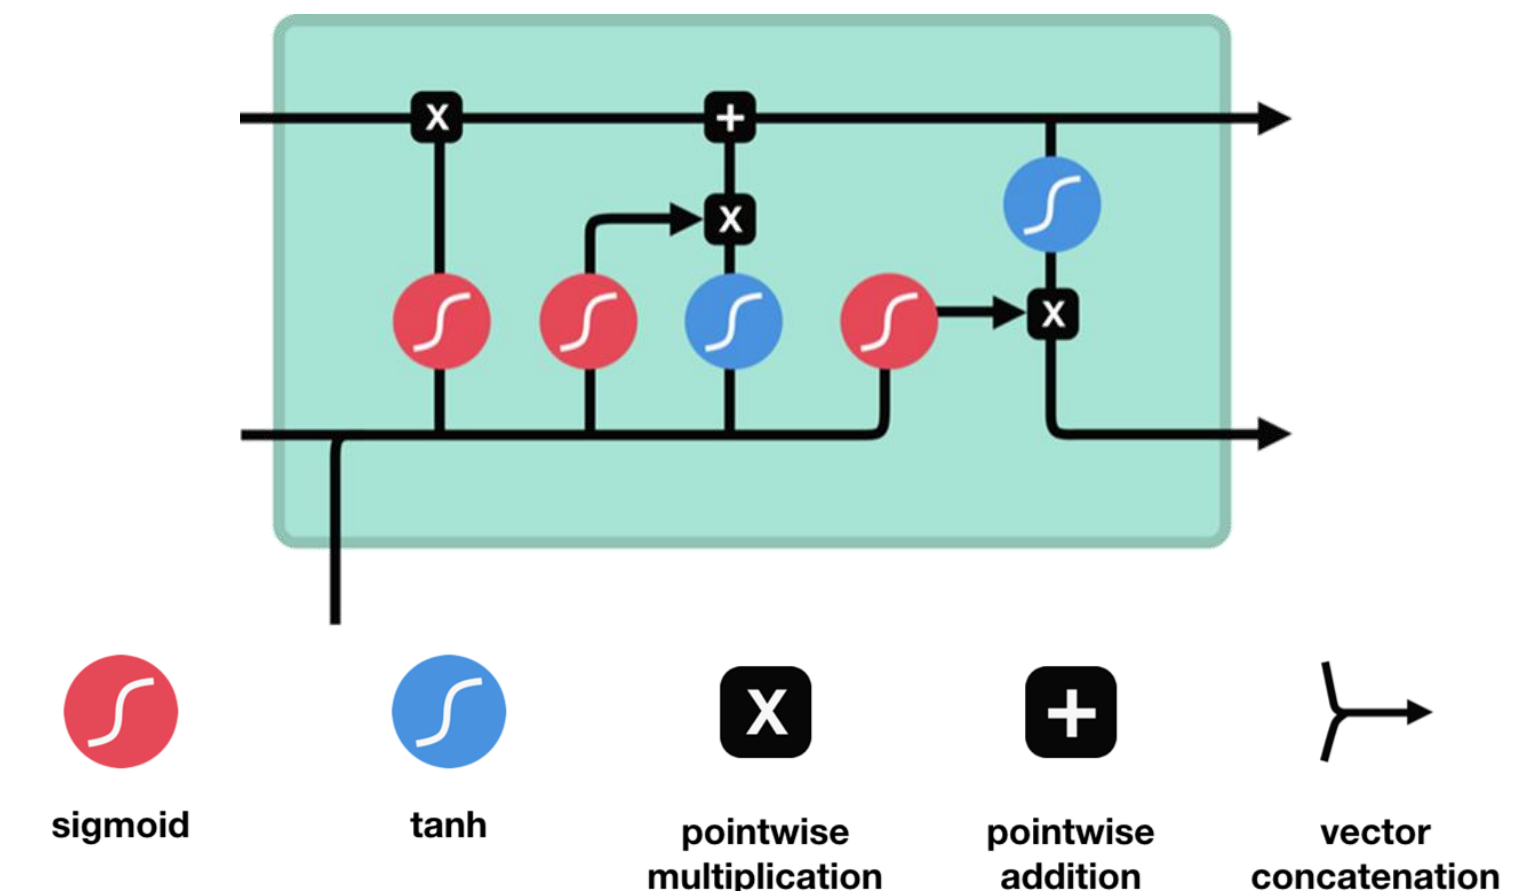 X
+
X
X
X
+
sigmoid
tanh
pointwise
multiplication
pointwise
addition
vector
concatenation